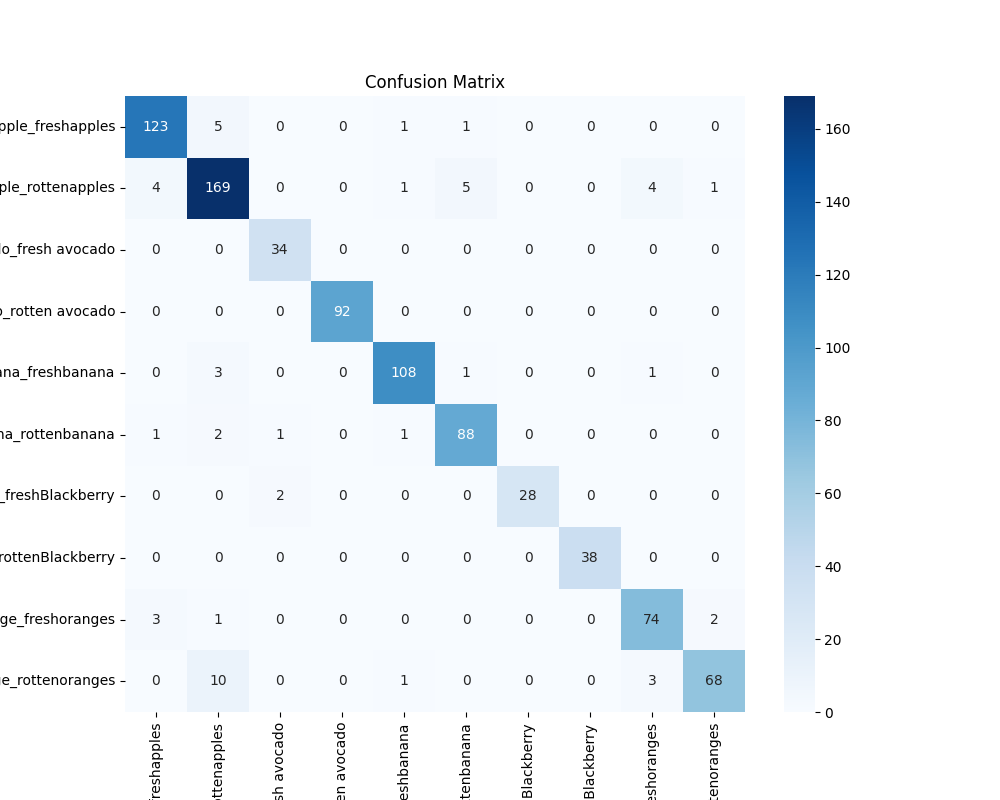 Confusion Matrix
pple_freshapples 123 5 0 0 1 1 0 0 0 0
ple_rottenapples 4 169 0 0 1 5 0 0 4 1
lo_fresh avocado 0 0 34 0 0 0 0 0 0 0
o_rotten avocado 0 0 0 92 0 0 0 0 0 0
ana_freshbanana 0 3 0 0 108 1 0 0 1 0
na_rottenbanana 1 2 1 0 1 88 0 0 0 0
_freshBlackberry 0 0 2 0 0 0 28 0 0 0
rottenBlackberry 0 0 0 0 0 0 0 38 0 0
ge_freshoranges 3 1 0 0 0 0 0 0 74 2
ge_rottenoranges 0 10 0 0 1 0 0 0 3 68
freshapples
ottenapples
sh avocado
en avocado
eshbanana
tenbanana
Blackberry
Blackberry
eshoranges
tenoranges
160
140
120
100
80
60
40
20
0